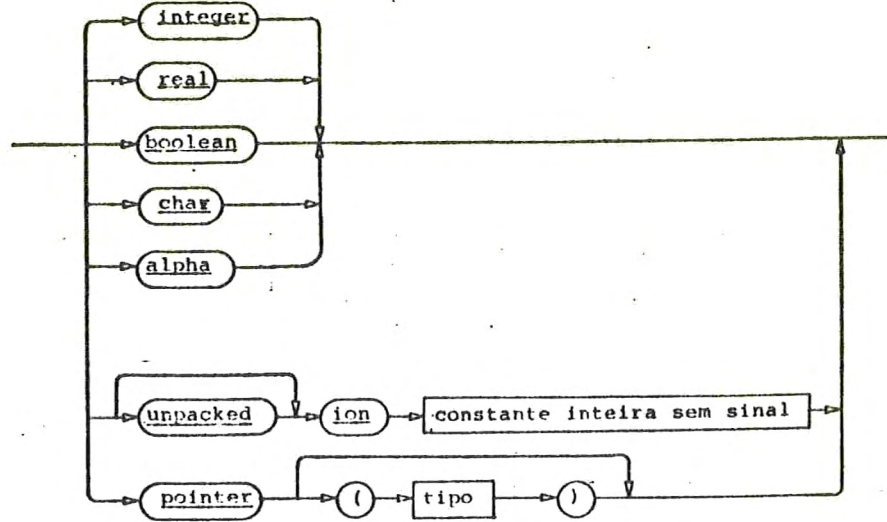 integer
real
boolean
char
alpha
unpacked ion constante inteira sem sinal
pointer ( tipo )